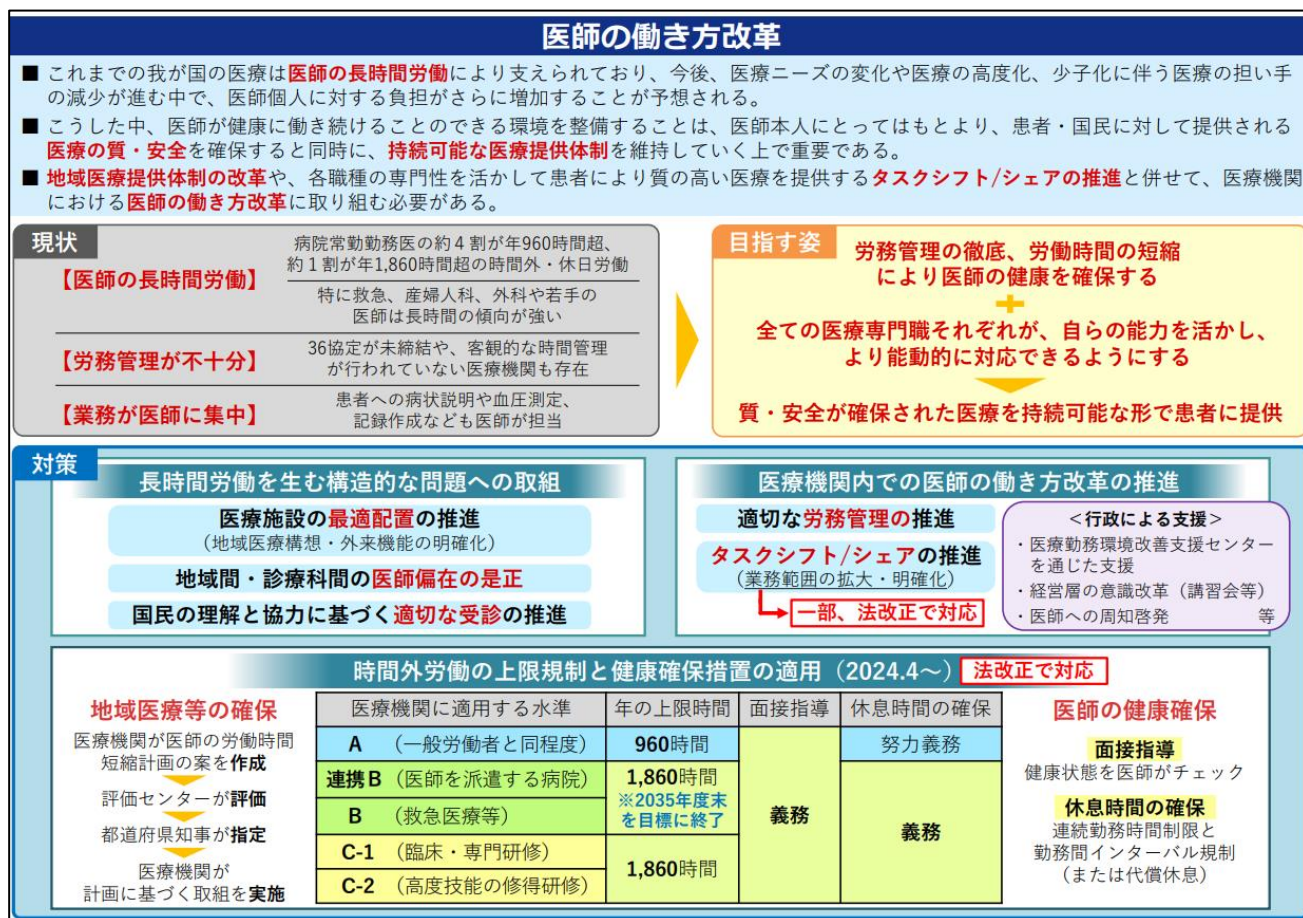 医師の働き方改革
■ これまでの我が国の医療は医師の長時間労働により支えられており、今後、医療ニーズの変化や医療の高度化、少子化に伴う医療の担い手
の減少が進む中で、医師個人に対する負担がさらに増加することが予想される。
■ こうした中、医師が健康に働き続けることのできる環境を整備することは、医師本人にとってはもとより、患者・国民に対して提供される
医療の質・安全を確保すると同時に、持続可能な医療提供体制を維持していく上で重要である。
■ 地域医療提供体制の改革や、各職種の専門性を活かして患者により質の高い医療を提供するタスクシフト/シェアの推進と併せて、医療機関
における医師の働き方改革に取り組む必要がある。
現状
【医師の長時間労働】
病院常勤勤務医の約４割が年960時間超、
約１割が年1,860時間超の時間外・休日労働
特に救急、産婦人科、外科や若手の
医師は長時間の傾向が強い
【労務管理が不十分】
36協定が未締結や、客観的な時間管理
が行われていない医療機関も存在
【業務が医師に集中】
患者への病状説明や血圧測定、
記録作成なども医師が担当
目指す姿
労務管理の徹底、労働時間の短縮
により医師の健康を確保する
＋
全ての医療専門職それぞれが、自らの能力を活かし、
より能動的に対応できるようにする
質・安全が確保された医療を持続可能な形で患者に提供
対策
長時間労働を生む構造的な問題への取組
医療施設の最適配置の推進
（地域医療構想・外来機能の明確化）
地域間・診療科間の医師偏在の是正
国民の理解と協力に基づく適切な受診の推進
医療機関内での医師の働き方改革の推進
適切な労務管理の推進
タスクシフト/シェアの推進
（業務範囲の拡大・明確化）
一部、法改正で対応
＜行政による支援＞
・医療勤務環境改善支援センター
を通じた支援
・経営層の意識改革（講習会等）
・医師への周知啓発　等
時間外労働の上限規制と健康確保措置の適用（2024.4～） 法改正で対応
地域医療等の確保
医療機関が医師の労働時間
短縮計画の案を作成
評価センターが評価
都道府県知事が指定
医療機関が
計画に基づく取組を実施
医療機関に適用する水準 年の上限時間 面接指導 休息時間の確保
A （一般労働者と同程度） 960時間 努力義務
連携B （医師を派遣する病院） 1,860時間
※2035年度末
を目標に終了
B （救急医療等）
義務 義務
C-1 （臨床・専門研修）
1,860時間
C-2 （高度技能の修得研修）
医師の健康確保
面接指導
健康状態を医師がチェック
休息時間の確保
連続勤務時間制限と
勤務間インターバル規制
（または代償休息）